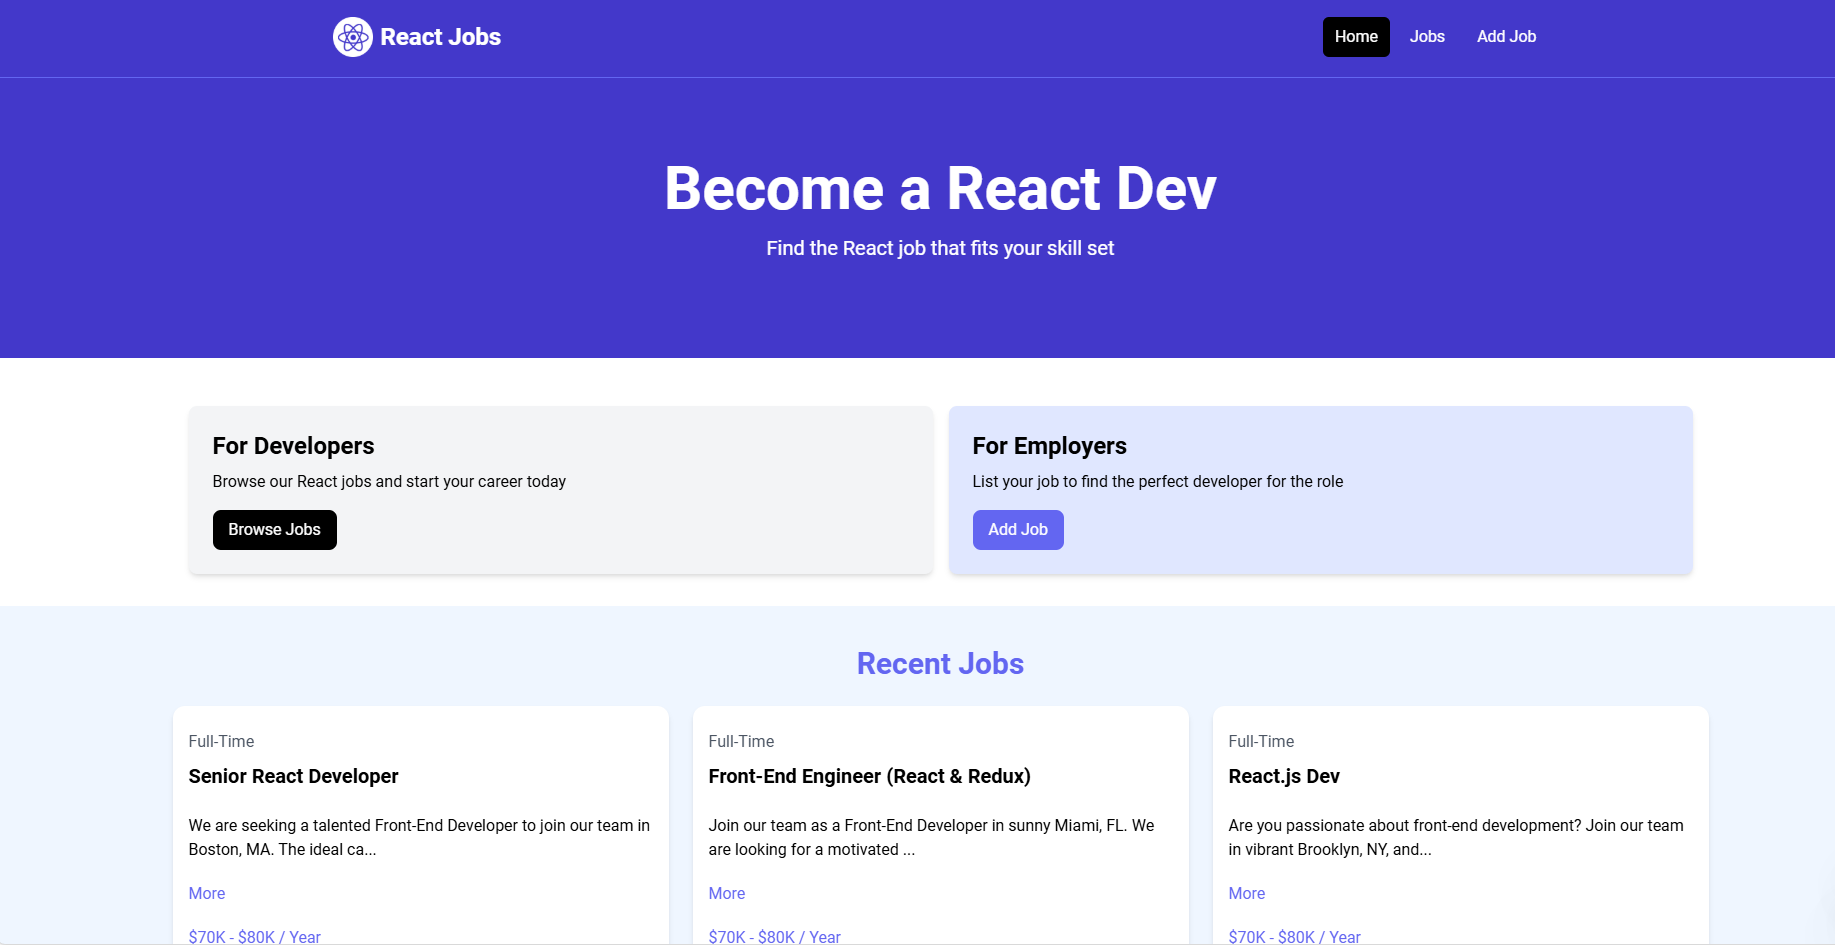 React Jobs
Home
Jobs
Add Job
Become a React Dev
Find the React job that fits your skill set
For Developers
Browse our React jobs and start your career today
Browse Jobs
For Employers
List your job to find the perfect developer for the role
Add Job
Recent Jobs
Full-Time
Senior React Developer
We are seeking a talented Front-End Developer to join our team in
Boston, MA. The ideal ca...
More
$70K - $80K / Year
Full-Time
Front-End Engineer (React & Redux)
Join our team as a Front-End Developer in sunny Miami, FL. We
are looking for a motivated ...
More
$70K - $80K / Year
Full-Time
React.js Dev
Are you passionate about front-end development? Join our team
in vibrant Brooklyn, NY, and...
More
$70K - $80K / Year